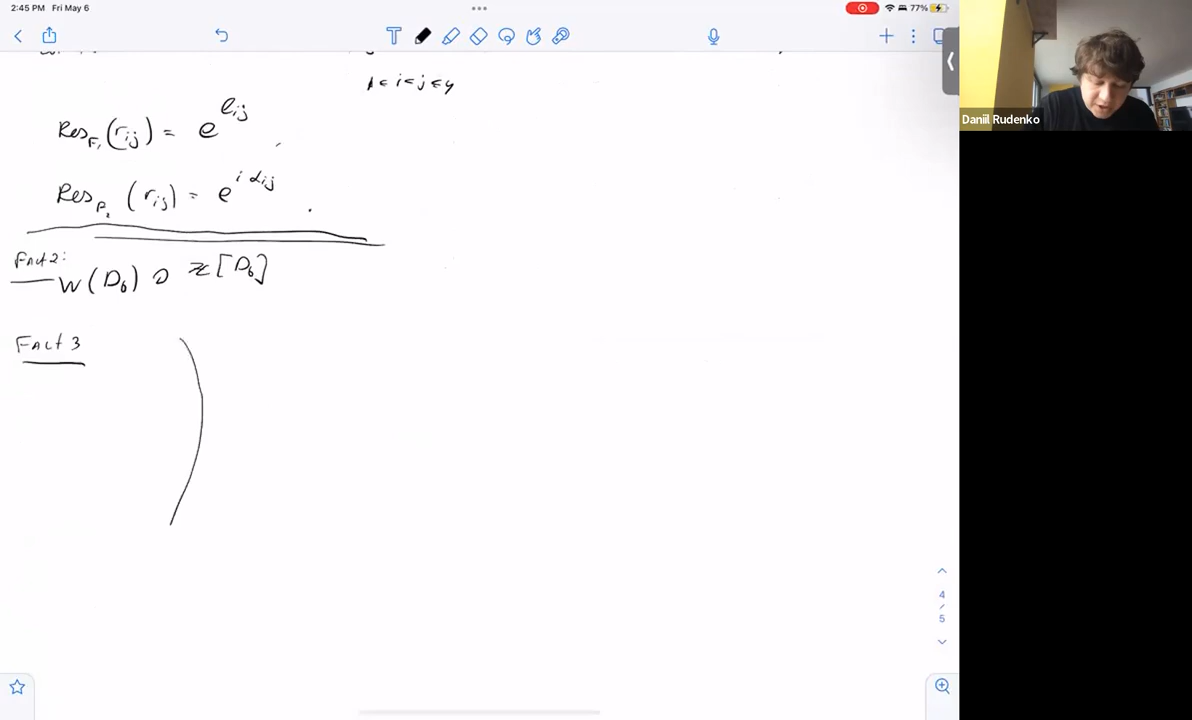 2:45 PM Fri May 6
77%
1 ≤ i < j ≤ 4
Res_{F_1}(r_{ij}) = e^{l_{ij}},
Res_{P_2}(r_{ij}) = e^{i α_{ij}}.
Fact 2:
W(D_6) ↻ ℤ[D_6]
Fact 3
4
/
5
Daniil Rudenko